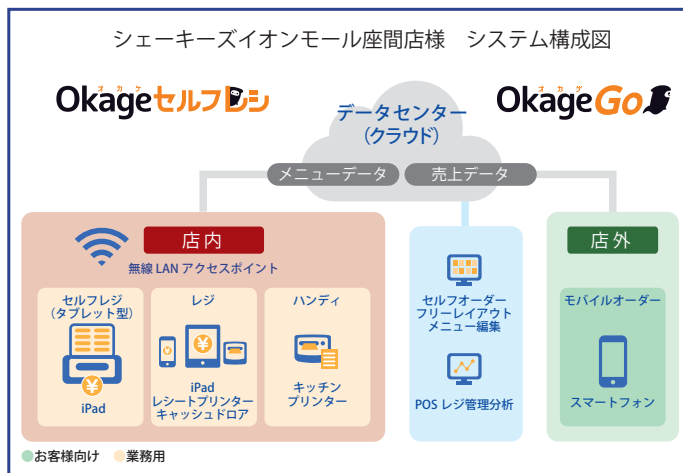 シェーキーズイオンモール座間店様　システム構成図
オカゲ
Okageセルフレジ
オカゲ
OkageGo
データセンター
（クラウド）
メニューデータ
売上データ
店内
無線 LAN アクセスポイント
セルフレジ
（タブレット型）
¥
iPad
レジ
¥
iPad
レシートプリンター
キャッシュドロア
ハンディ
キッチン
プリンター
セルフオーダー
フリーレイアウト
メニュー編集
POS レジ管理分析
店外
モバイルオーダー
スマートフォン
お客様向け
業務用